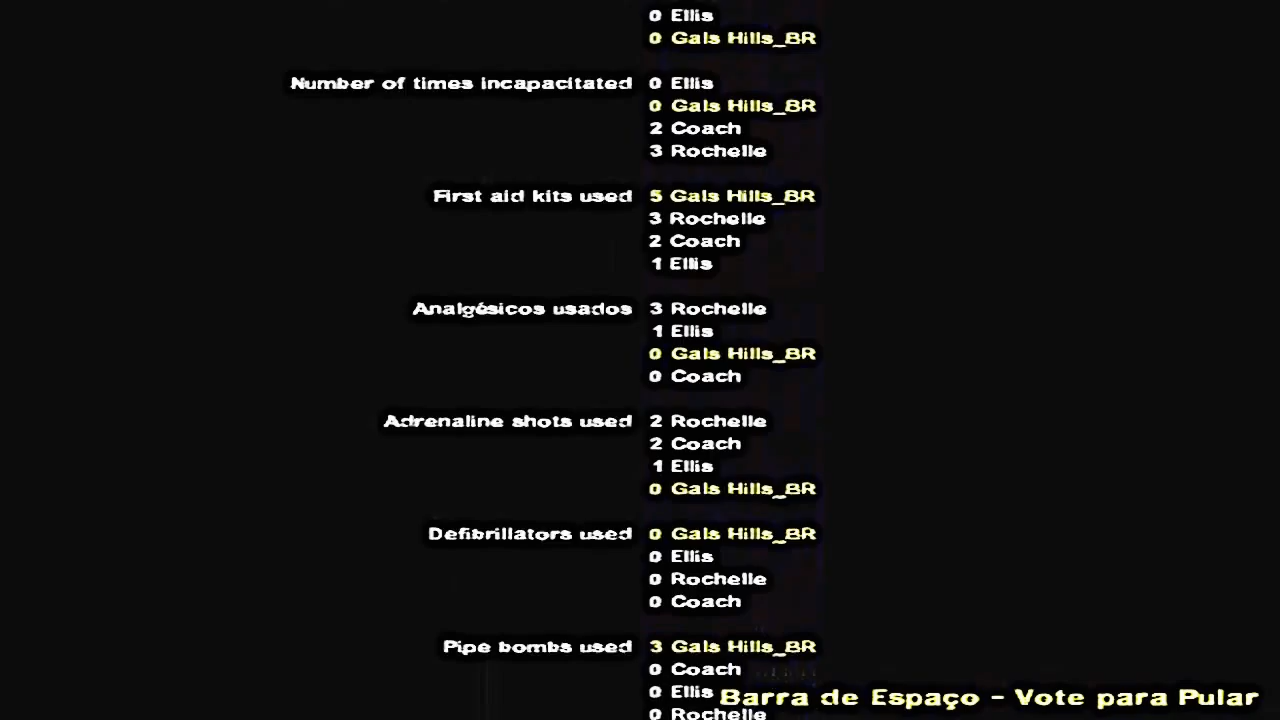 0 Ellis
0 Gals Hills_BR
Number of times incapacitated 0 Ellis
0 Gals Hills_BR
2 Coach
3 Rochelle
First aid kits used 5 Gals Hills_BR
3 Rochelle
2 Coach
1 Ellis
Analgésicos usados 3 Rochelle
1 Ellis
0 Gals Hills_BR
0 Coach
Adrenaline shots used 2 Rochelle
2 Coach
1 Ellis
0 Gals Hills_BR
Defibrillators used 0 Gals Hills_BR
0 Ellis
0 Rochelle
0 Coach
Pipe bombs used 3 Gals Hills_BR
0 Coach
0 Ellis
0 Rochelle
Barra de Espaço - Vote para Pular